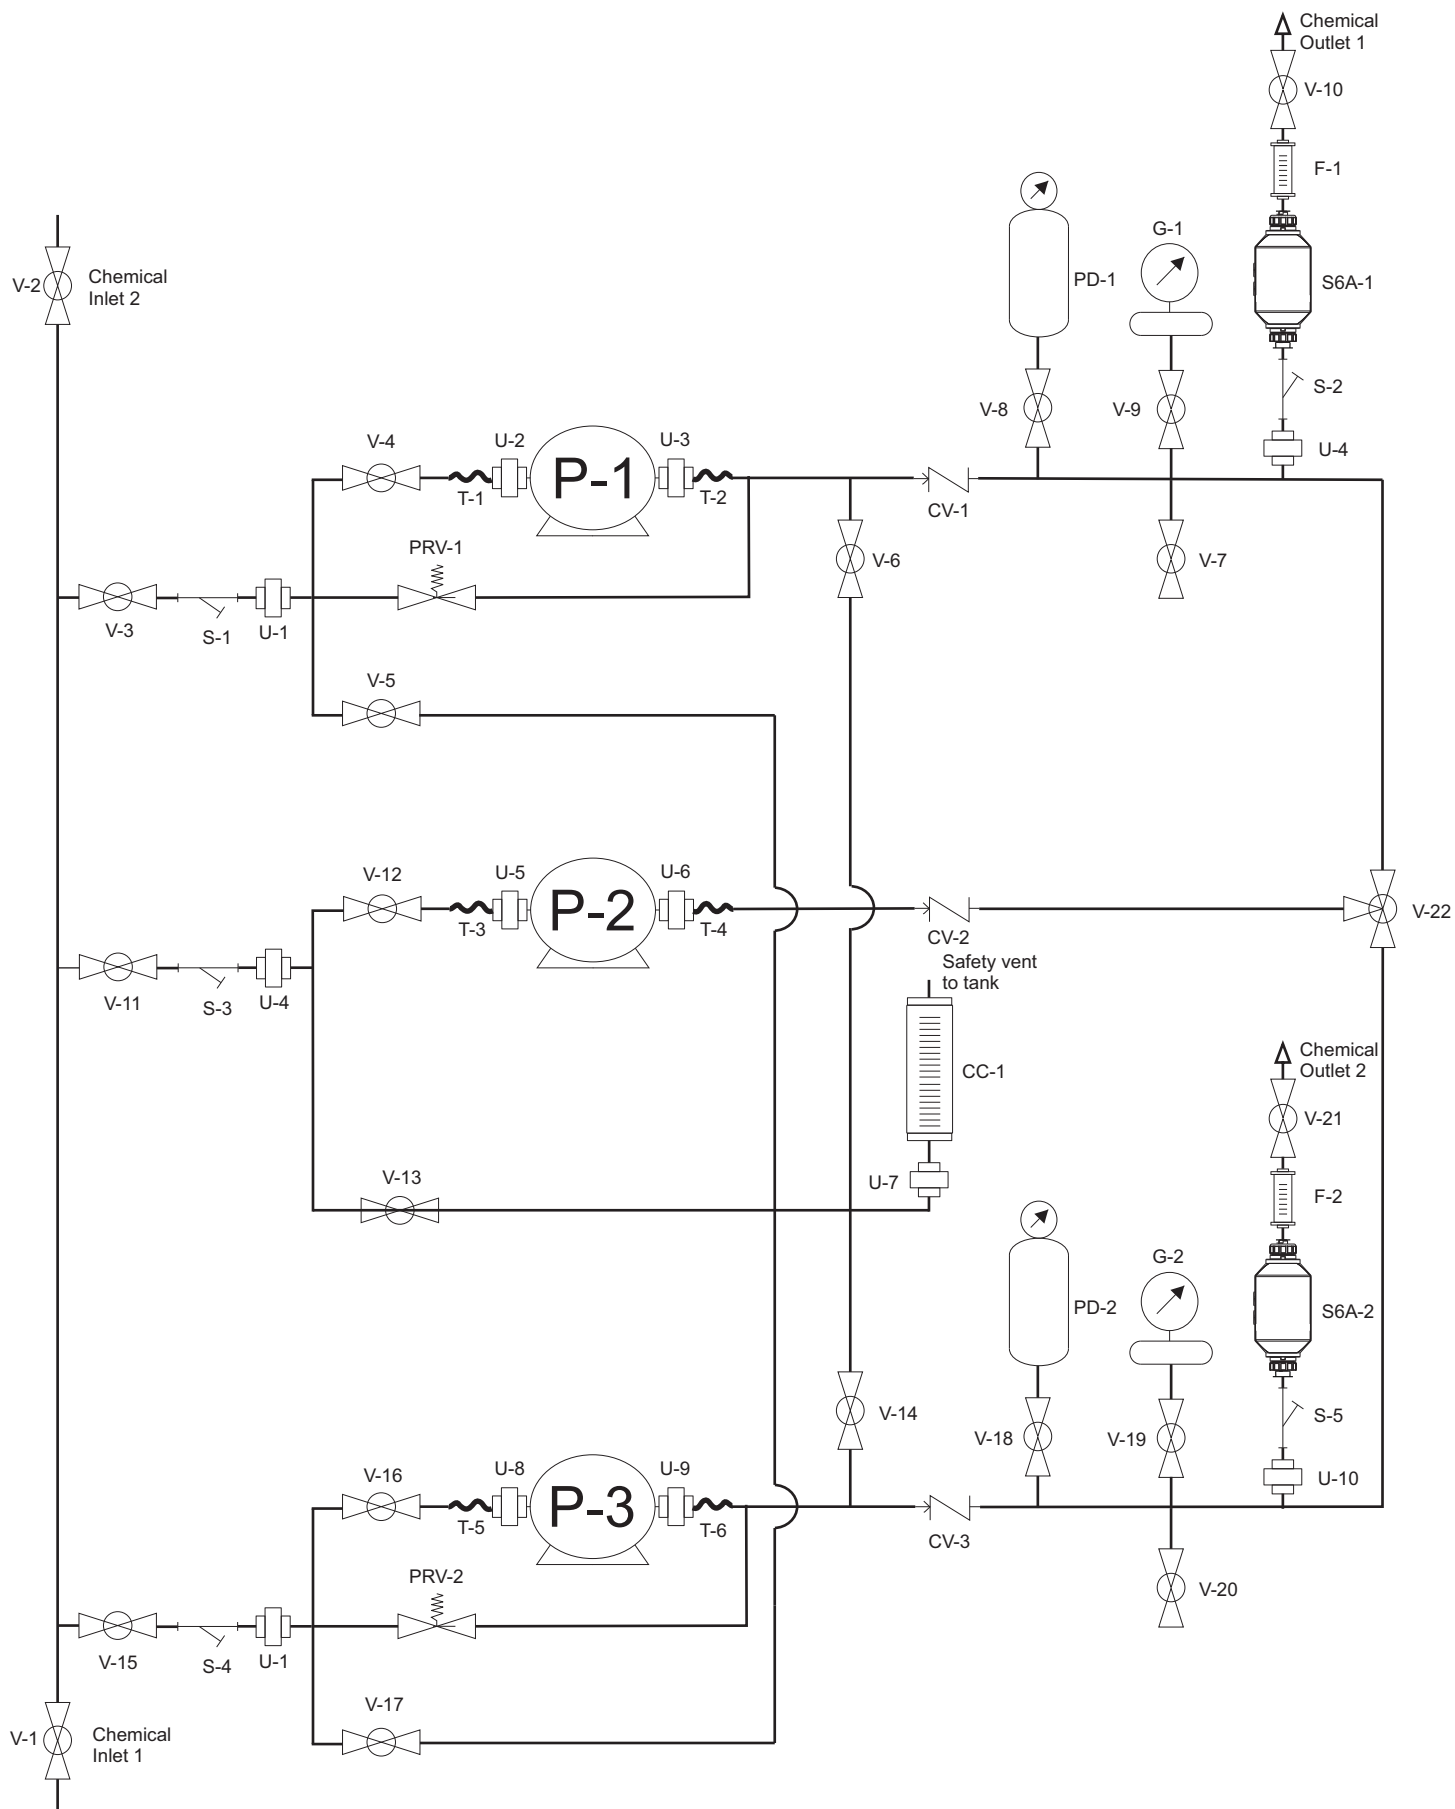 Chemical
Outlet 1
V-10
F-1
G-1
PD-1
S6A-1
V-2
Chemical
Inlet 2
S-2
V-8
V-9
U-4
V-4
U-2
P-1
U-3
T-1
T-2
CV-1
PRV-1
V-6
V-7
V-3
S-1
U-1
V-5
V-12
U-5
P-2
U-6
T-3
T-4
CV-2
V-22
Safety vent
to tank
V-11
S-3
U-4
CC-1
Chemical
Outlet 2
V-21
V-13
U-7
F-2
G-2
PD-2
S6A-2
V-14
S-5
V-18
V-19
U-10
V-16
U-8
P-3
U-9
T-5
T-6
CV-3
PRV-2
V-20
V-15
S-4
U-1
V-17
V-1
Chemical
Inlet 1